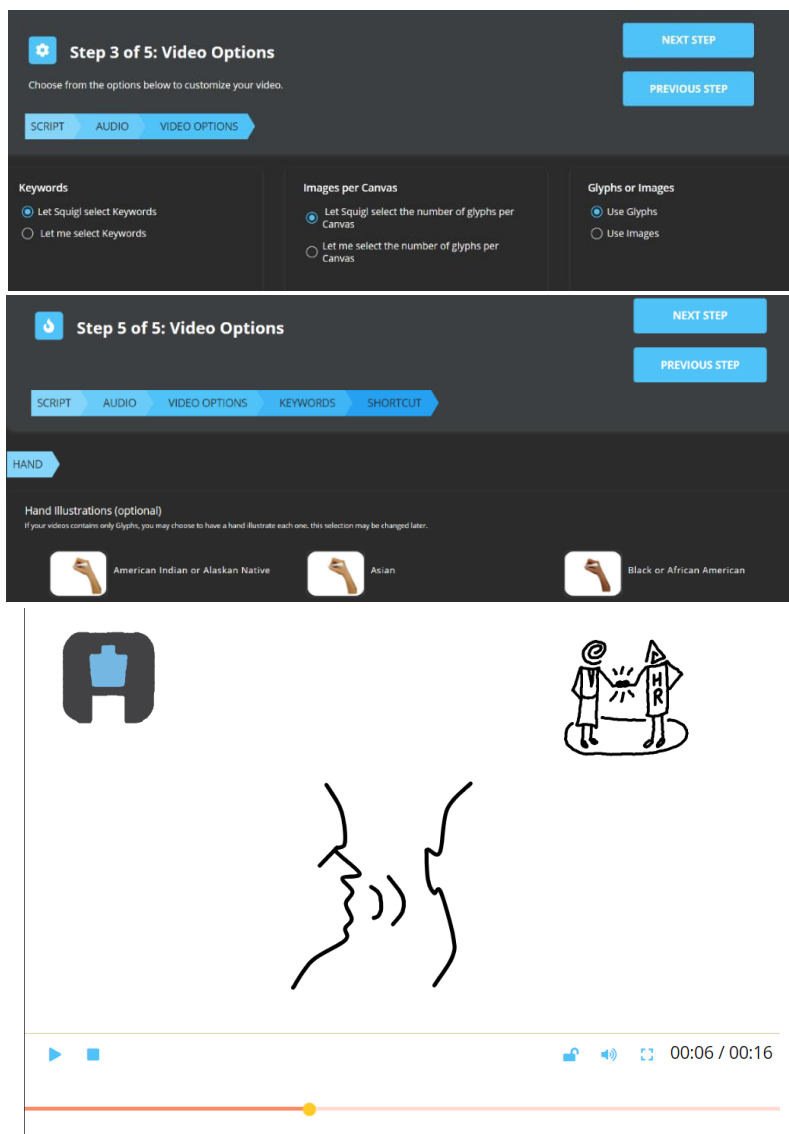 Step 3 of 5: Video Options
NEXT STEP
Choose from the options below to customize your video.
PREVIOUS STEP
SCRIPT AUDIO VIDEO OPTIONS
Keywords
Let Squigl select Keywords
Let me select Keywords
Images per Canvas
Let Squigl select the number of glyphs per
Canvas
Let me select the number of glyphs per
Canvas
Glyphs or Images
Use Glyphs
Use Images
Step 5 of 5: Video Options
NEXT STEP
PREVIOUS STEP
SCRIPT AUDIO VIDEO OPTIONS KEYWORDS SHORTCUT
HAND
Hand Illustrations (optional)
If your videos contains only Glyphs, you may choose to have a hand illustrate each one. this selection may be changed later.
American Indian or Alaskan Native
Asian
Black or African American
HR
00:06 / 00:16